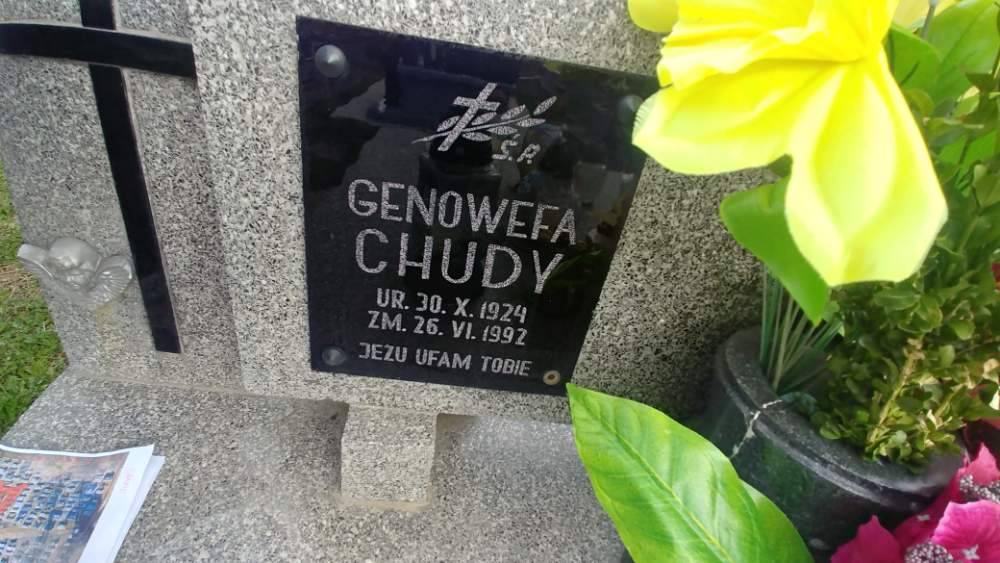 S.P.
GENOWEFA
CHUDY
UR. 30. X. 1924
ZM. 26. VI. 1992
JEZU UFAM TOBIE